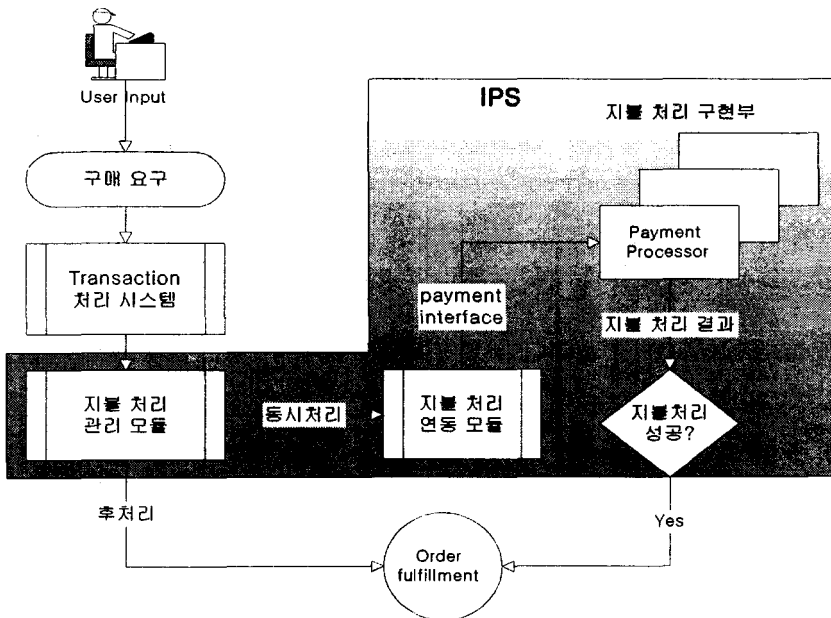 User Input
구매 요구
Transaction
처리 시스템
지불 처리
관리 모듈
후처리
동시처리
IPS
지불 처리 구현부
Payment
Processor
payment
interface
지불 처리 결과
지불 처리
연동 모듈
지불처리
성공?
Yes
Order
fulfillment